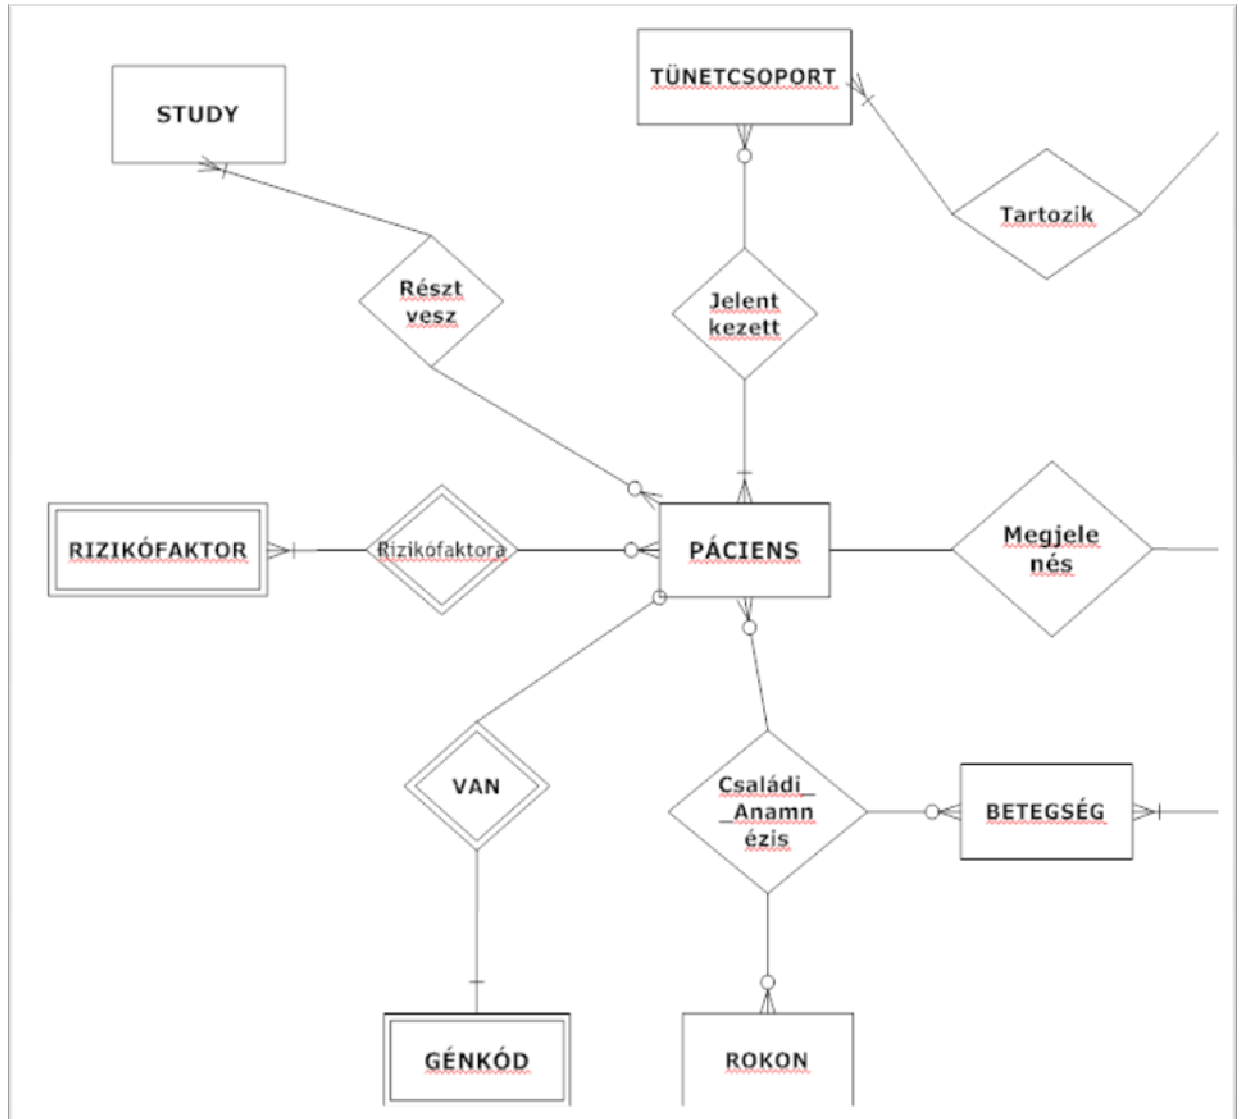 TÜNETCSOPORT
STUDY
Tartozik
Részt
vesz
Jelent
kezett
RIZIKÓFAKTOR
Rizikófaktora
PÁCIENS
Megjele
nés
VAN
Családi_
_Anamn
ézis
BETEGSÉG
GÉNKÓD
ROKON